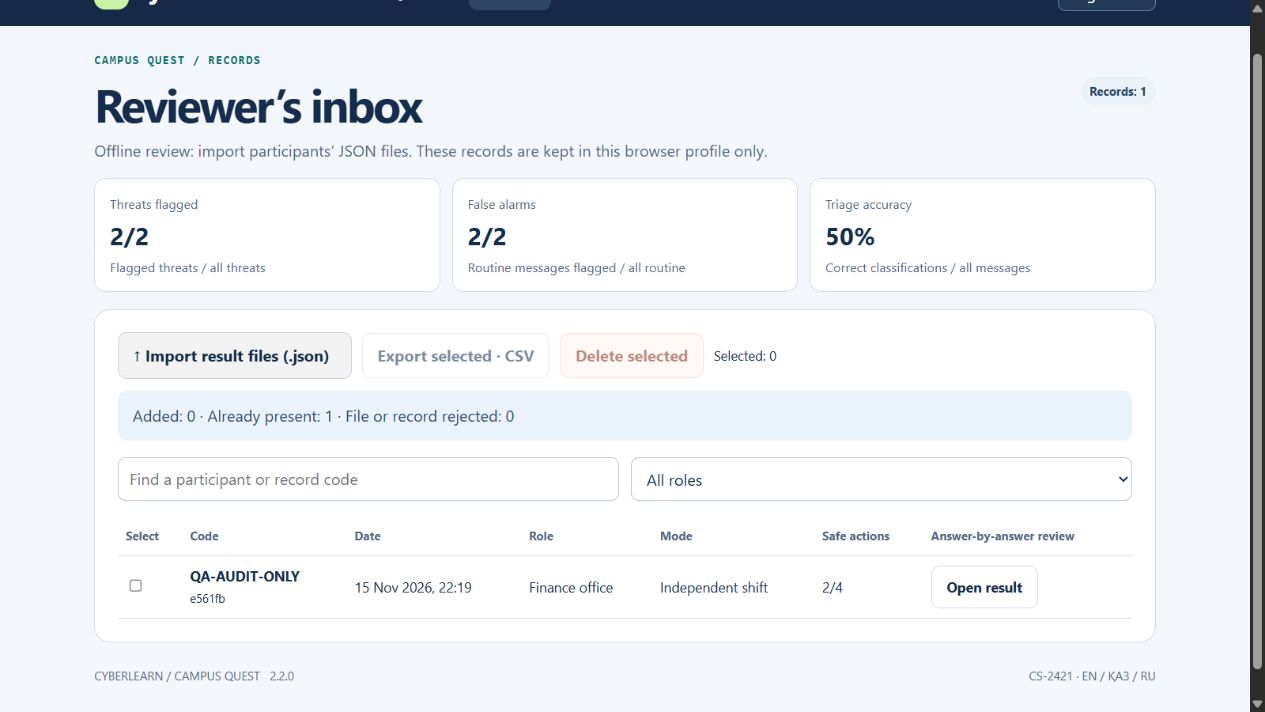 CAMPUS QUEST / RECORDS
Reviewer’s inbox
Records: 1
Offline review: import participants’ JSON files. These records are kept in this browser profile only.
Threats flagged
2/2
Flagged threats / all threats
False alarms
2/2
Routine messages flagged / all routine
Triage accuracy
50%
Correct classifications / all messages
↑ Import result files (.json) Export selected · CSV Delete selected Selected: 0
Added: 0 · Already present: 1 · File or record rejected: 0
Find a participant or record code All roles
Select Code Date Role Mode Safe actions Answer-by-answer review
QA-AUDIT-ONLY
e561fb
15 Nov 2026, 22:19 Finance office Independent shift 2/4 Open result
CYBERLEARN / CAMPUS QUEST 2.2.0 CS-2421 · EN / ҚАЗ / RU